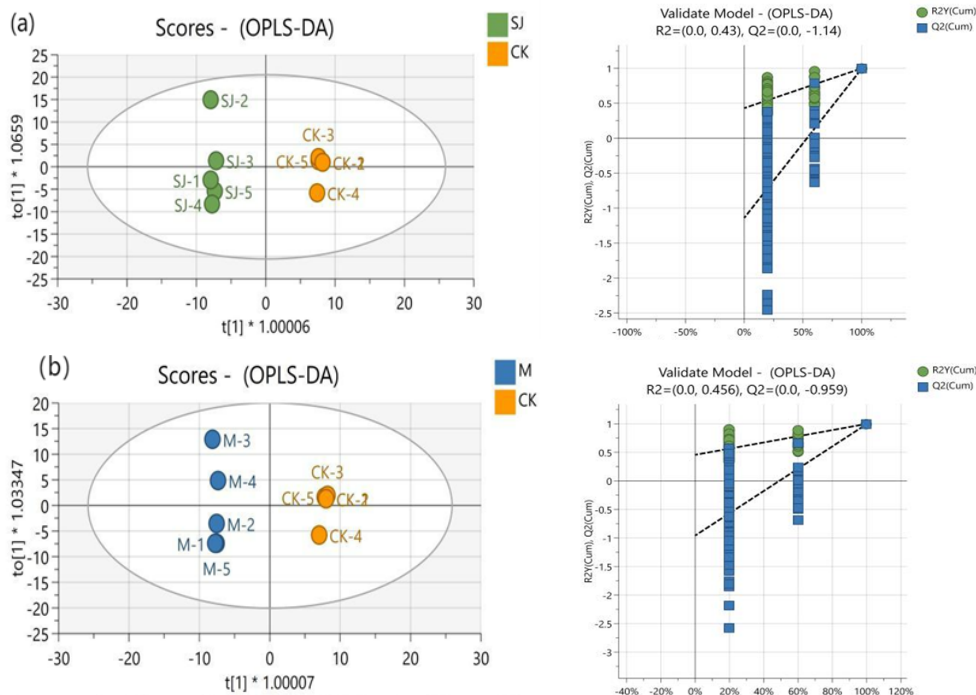 (a)
Scores - (OPLS-DA)
SJ
CK
25
20
15
10
5
0
-5
-10
-15
-20
-25
to[1] * 1.0659
SJ-2
SJ-3
SJ-1
SJ-5
SJ-4
CK-3
CK-5
CK-4
-30
-20
-10
0
10
20
30
t[1] * 1.00006
Validate Model - (OPLS-DA)
R2=(0.0, 0.43), Q2=(0.0, -1.14)
R2Y(Cum)
Q2(Cum)
R2Y(Cum), Q2(Cum)
1
0.5
0
-0.5
-1
-1.5
-2
-2.5
-100%
-50%
0%
50%
100%
(b)
Scores - (OPLS-DA)
M
CK
20
15
10
5
0
-5
-10
-15
-20
-25
to[1] * 1.03347
M-3
M-4
M-2
M-1
M-5
CK-3
CK-5
CK-4
-30
-20
-10
0
10
20
30
t[1] * 1.00007
Validate Model - (OPLS-DA)
R2=(0.0, 0.456), Q2=(0.0, -0.959)
R2Y(Cum)
Q2(Cum)
R2Y(Cum), Q2(Cum)
1
0.5
0
-0.5
-1
-1.5
-2
-2.5
-3
-40%
-20%
0%
20%
40%
60%
80%
100%
120%